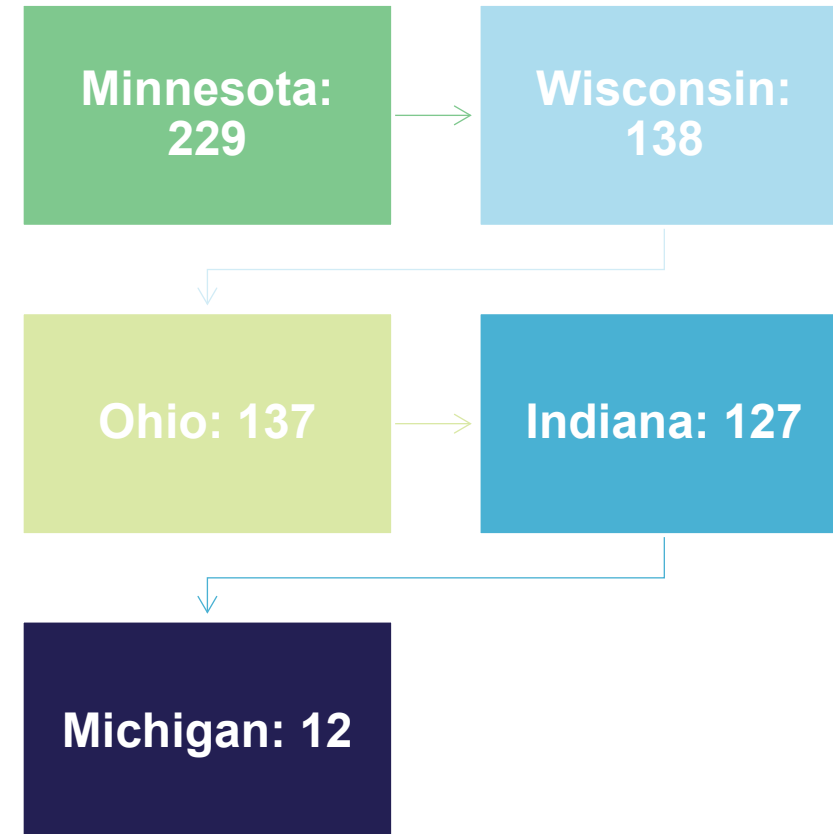 Minnesota:
229
Wisconsin:
138
Ohio: 137
Indiana: 127
Michigan: 12